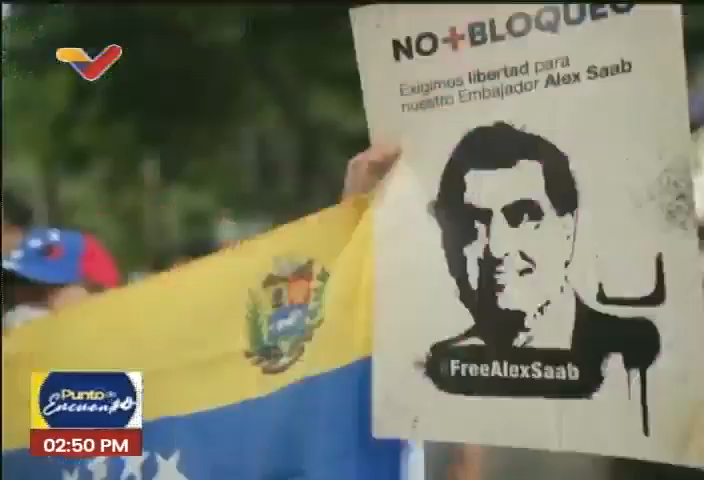 NO+BLOQUEO
Exigimos libertad para
nuestro Embajador Alex Saab
#FreeAlexSaab
Punto de
Encuentro
02:50 PM